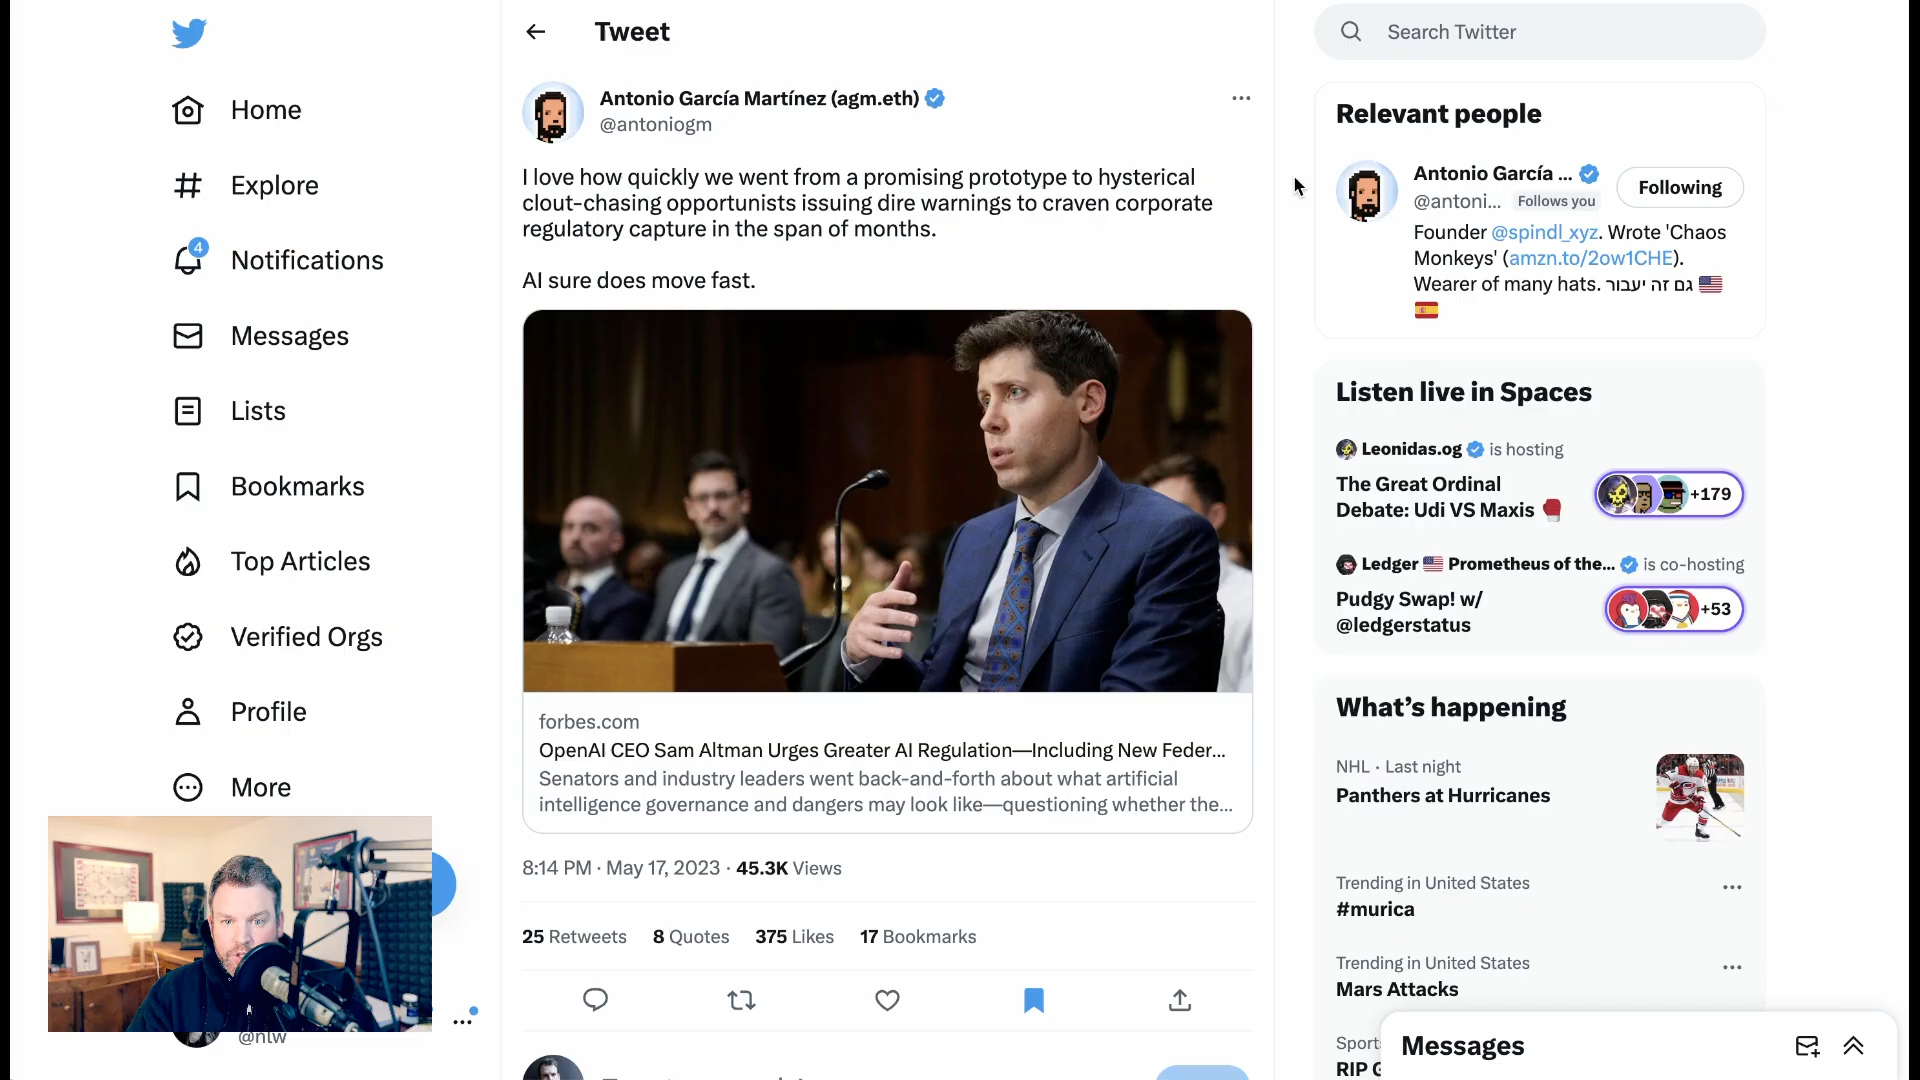 Home
Explore
4
Notifications
Messages
Lists
Bookmarks
Top Articles
Verified Orgs
Profile
More
@nlw
Tweet
Antonio García Martínez (agm.eth)
@antoniogm
I love how quickly we went from a promising prototype to hysterical
clout-chasing opportunists issuing dire warnings to craven corporate
regulatory capture in the span of months.
AI sure does move fast.
forbes.com
OpenAI CEO Sam Altman Urges Greater AI Regulation—Including New Feder...
Senators and industry leaders went back-and-forth about what artificial
intelligence governance and dangers may look like—questioning whether the...
8:14 PM · May 17, 2023 · 45.3K Views
25 Retweets 8 Quotes 375 Likes 17 Bookmarks
Search Twitter
Relevant people
Antonio García ...
Following
@antoni... Follows you
Founder @spindl_xyz. Wrote 'Chaos
Monkeys' (amzn.to/2ow1CHE).
Wearer of many hats. גם זה יעבור 🇺🇸
🇪🇸
Listen live in Spaces
Leonidas.og is hosting
The Great Ordinal
Debate: Udi VS Maxis 🥊
+179
Ledger 🇺🇸 Prometheus of the... is co-hosting
Pudgy Swap! w/
@ledgerstatus
+53
What's happening
NHL · Last night
Panthers at Hurricanes
Trending in United States
#murica
Trending in United States
Mars Attacks
Sports
RIP
Messages